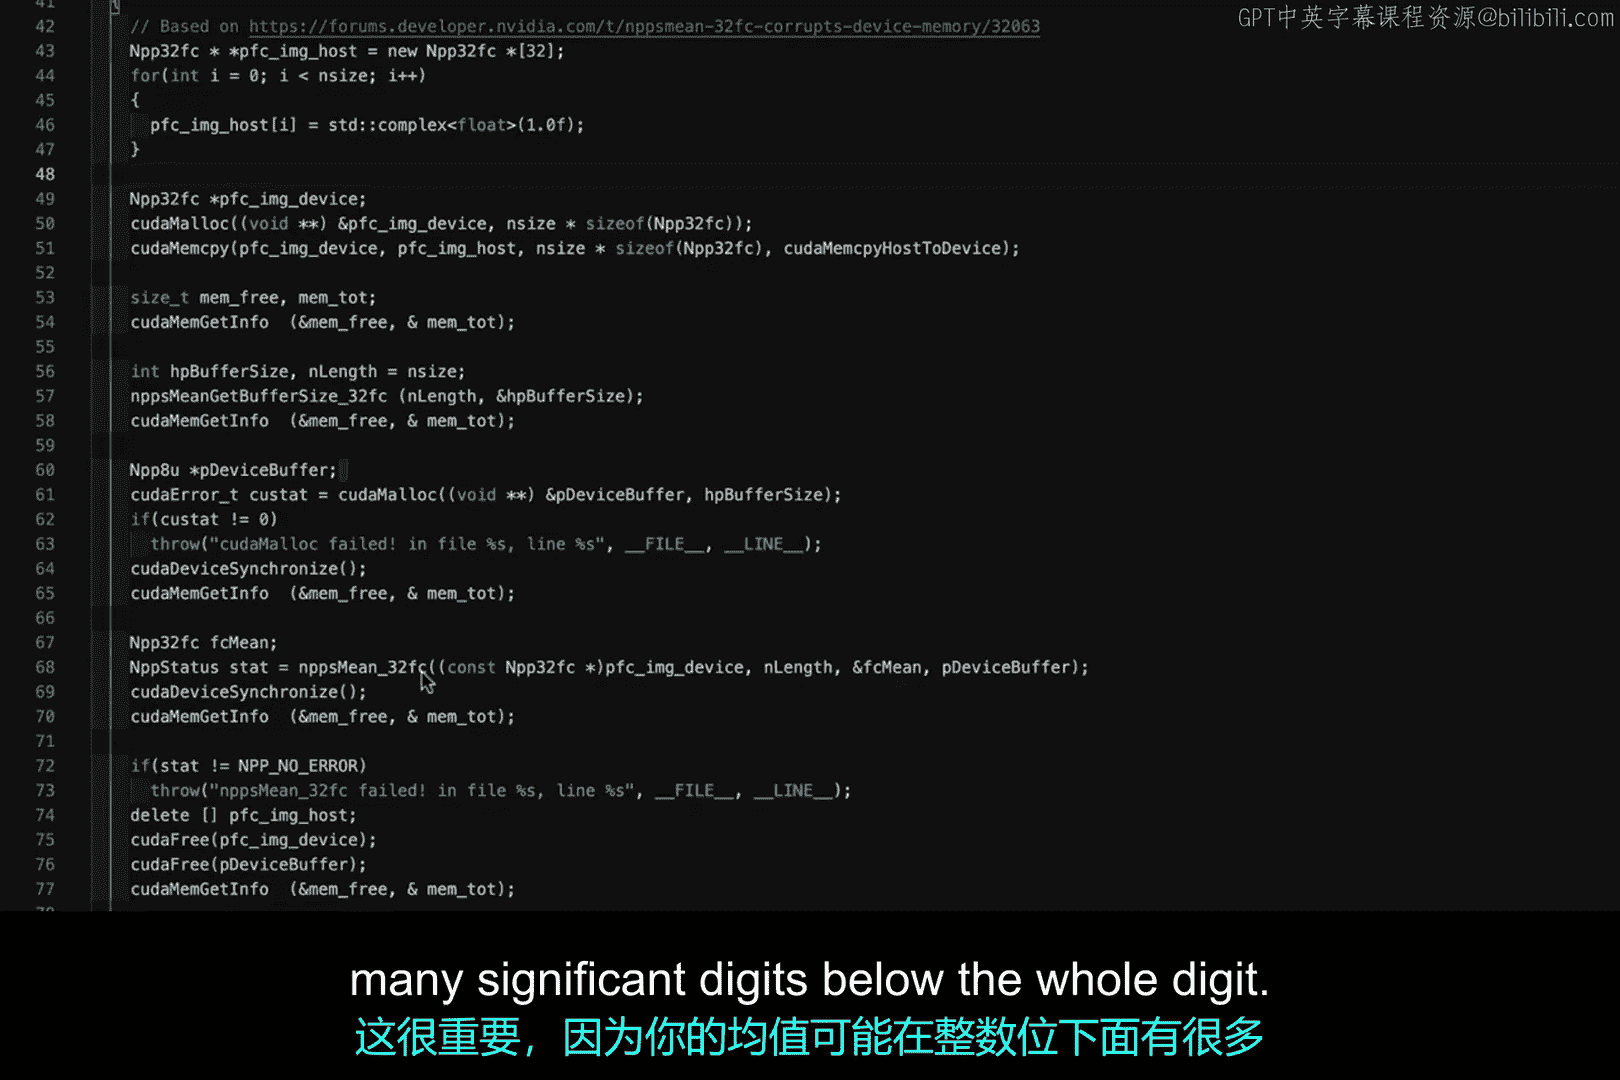 GPT中英字幕课程资源@bilibili.com
41 {
42 // Based on https://forums.developer.nvidia.com/t/nppsmean-32fc-corrupts-device-memory/32063
43 Npp32fc * *pfc_img_host = new Npp32fc *[32];
44 for(int i = 0; i < nsize; i++)
45 {
46 pfc_img_host[i] = std::complex<float>(1.0f);
47 }
48
49 Npp32fc *pfc_img_device;
50 cudaMalloc((void **) &pfc_img_device, nsize * sizeof(Npp32fc));
51 cudaMemcpy(pfc_img_device, pfc_img_host, nsize * sizeof(Npp32fc), cudaMemcpyHostToDevice);
52
53 size_t mem_free, mem_tot;
54 cudaMemGetInfo  (&mem_free, & mem_tot);
55
56 int hpBufferSize, nLength = nsize;
57 nppsMeanGetBufferSize_32fc (nLength, &hpBufferSize);
58 cudaMemGetInfo  (&mem_free, & mem_tot);
59
60 Npp8u *pDeviceBuffer;
61 cudaError_t custat = cudaMalloc((void **) &pDeviceBuffer, hpBufferSize);
62 if(custat != 0)
63 throw("cudaMalloc failed! in file %s, line %s", __FILE__, __LINE__);
64 cudaDeviceSynchronize();
65 cudaMemGetInfo  (&mem_free, & mem_tot);
66
67 Npp32fc fcMean;
68 NppStatus stat = nppsMean_32fc((const Npp32fc *)pfc_img_device, nLength, &fcMean, pDeviceBuffer);
69 cudaDeviceSynchronize();
70 cudaMemGetInfo  (&mem_free, & mem_tot);
71
72 if(stat != NPP_NO_ERROR)
73 throw("nppsMean_32fc failed! in file %s, line %s", __FILE__, __LINE__);
74 delete [] pfc_img_host;
75 cudaFree(pfc_img_device);
76 cudaFree(pDeviceBuffer);
77 cudaMemGetInfo  (&mem_free, & mem_tot);
many significant digits below the whole digit.
这很重要，因为你的均值可能在整数位下面有很多